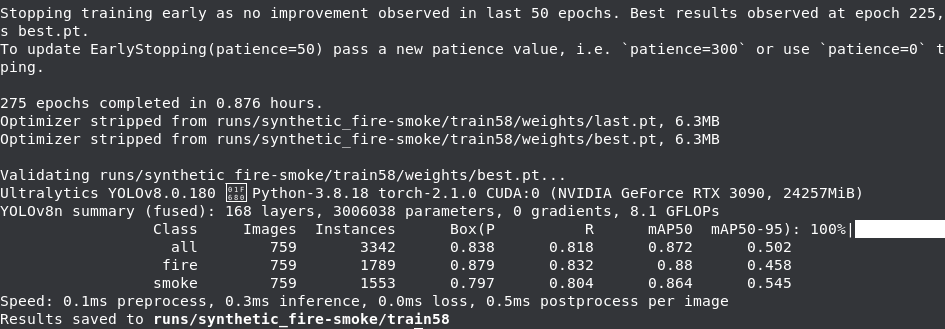 Stopping training early as no improvement observed in last 50 epochs. Best results observed at epoch 225,
s best.pt.
To update EarlyStopping(patience=50) pass a new patience value, i.e. `patience=300` or use `patience=0` t
ping.
275 epochs completed in 0.876 hours.
Optimizer stripped from runs/synthetic_fire-smoke/train58/weights/last.pt, 6.3MB
Optimizer stripped from runs/synthetic_fire-smoke/train58/weights/best.pt, 6.3MB
Validating runs/synthetic_fire-smoke/train58/weights/best.pt...
Ultralytics YOLOv8.0.180 🚀 Python-3.8.18 torch-2.1.0 CUDA:0 (NVIDIA GeForce RTX 3090, 24257MiB)
YOLOv8n summary (fused): 168 layers, 3006038 parameters, 0 gradients, 8.1 GFLOPs
Class Images Instances Box(P R mAP50 mAP50-95): 100%|
all 759 3342 0.838 0.818 0.872 0.502
fire 759 1789 0.879 0.832 0.88 0.458
smoke 759 1553 0.797 0.804 0.864 0.545
Speed: 0.1ms preprocess, 0.3ms inference, 0.0ms loss, 0.5ms postprocess per image
Results saved to runs/synthetic_fire-smoke/train58